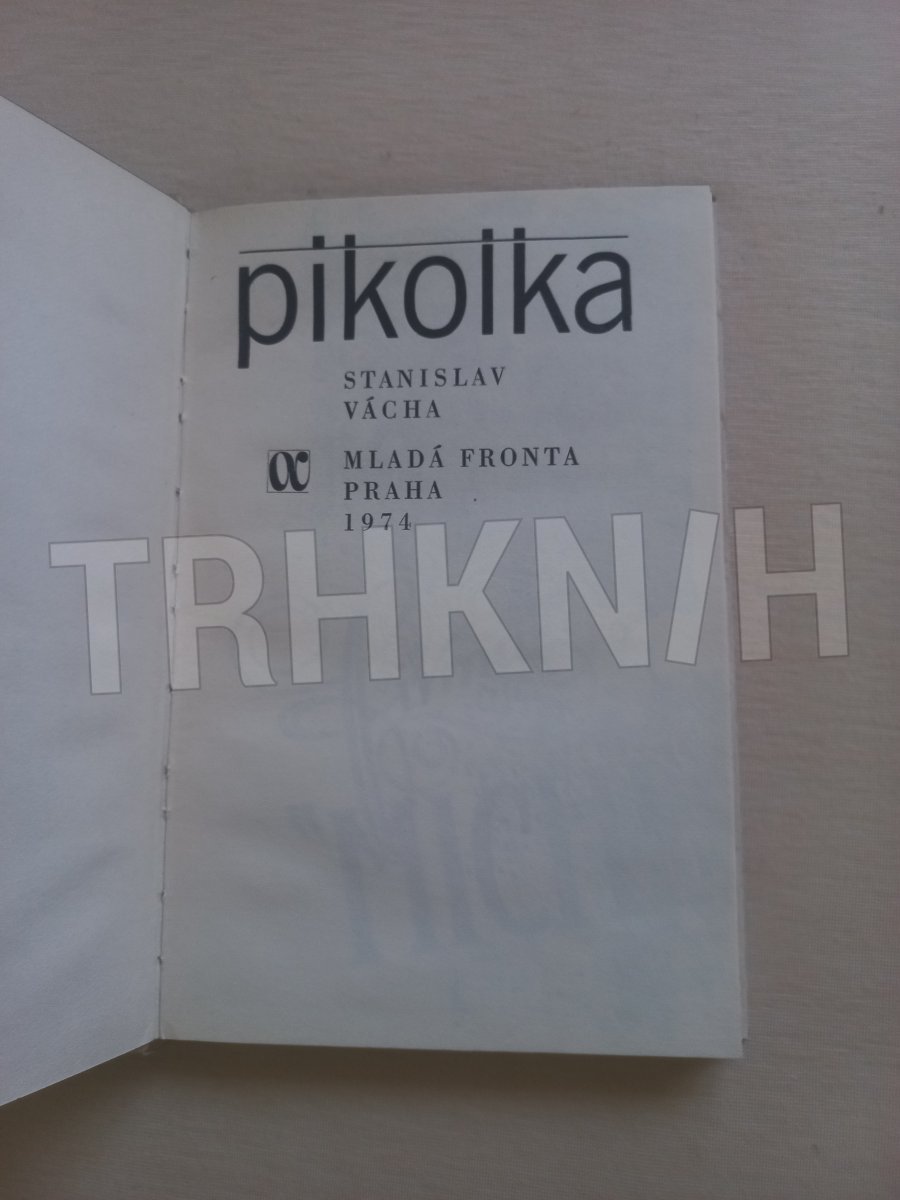 pikolka
STANISLAV
VÁCHA
α MLADÁ FRONTA
PRAHA
1974
TRHKNIH